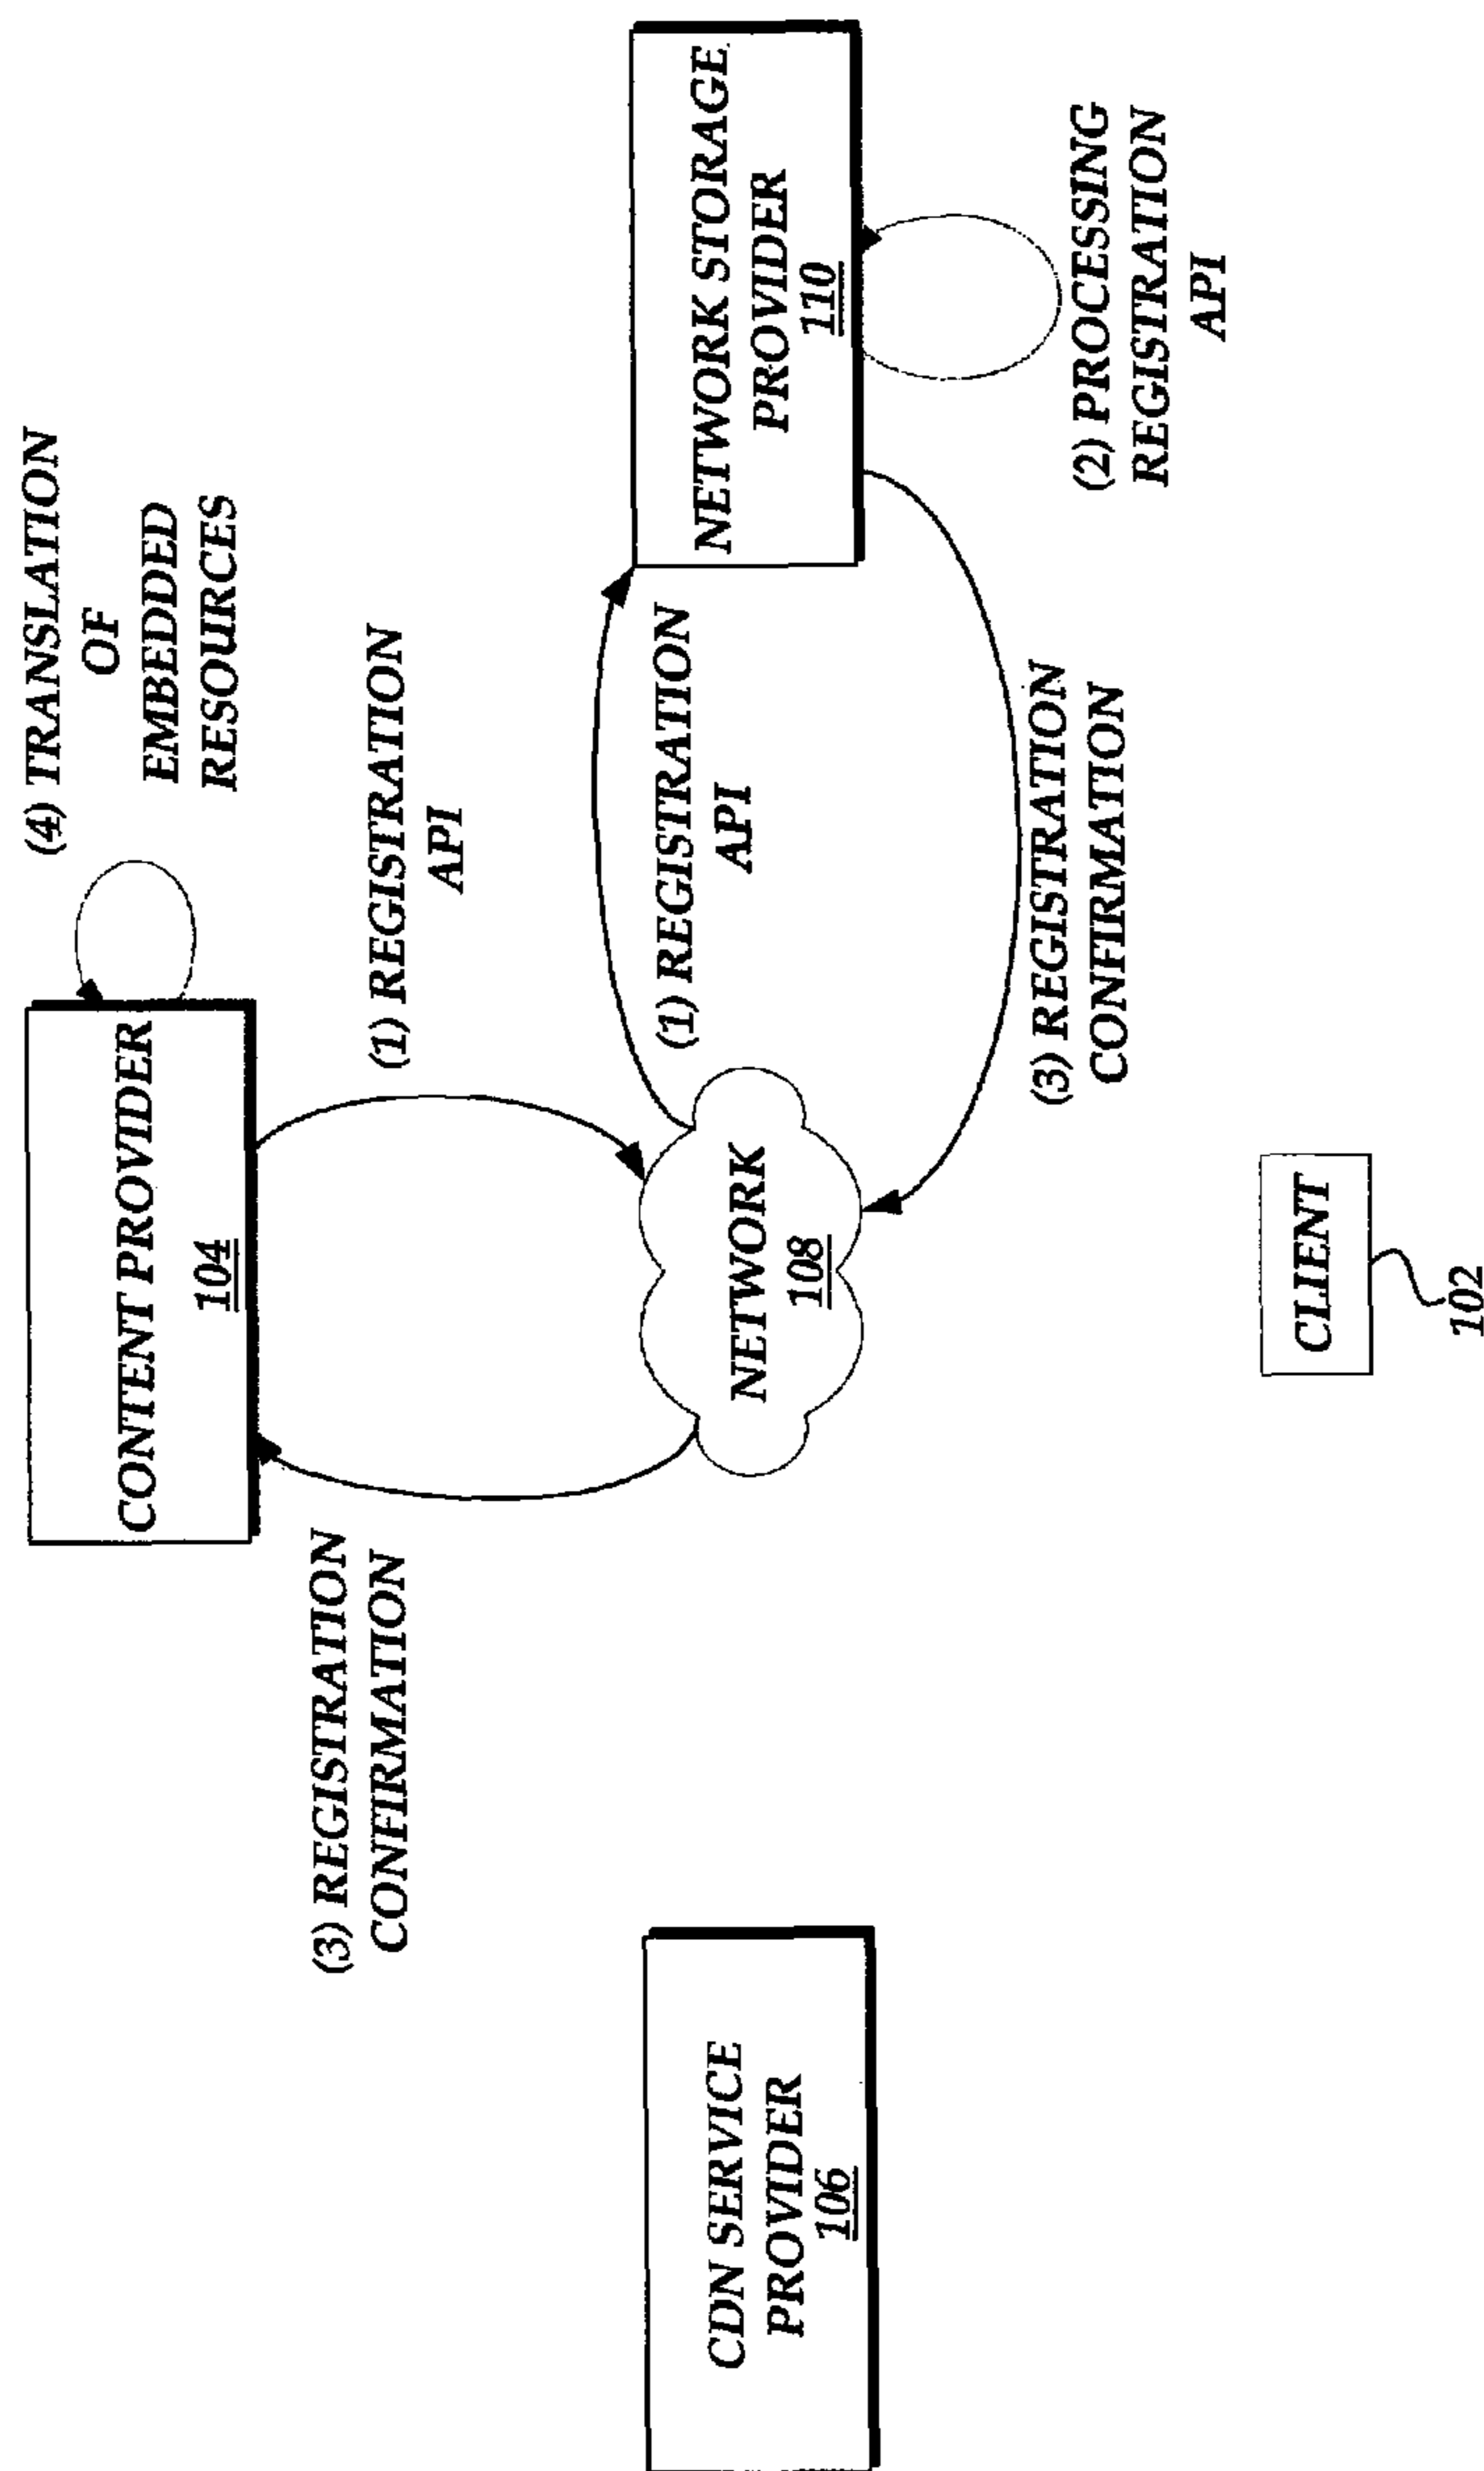 (4) TRANSLATION
OF
EMBEDDED
RESOURCES
CONTENT PROVIDER
104
(1) REGISTRATION
API
(3) REGISTRATION
CONFIRMATION
CDN SERVICE
PROVIDER
106
NETWORK
108
(1) REGISTRATION
API
NETWORK STORAGE
PROVIDER
110
(3) REGISTRATION
CONFIRMATION
(2) PROCESSING
REGISTRATION
API
CLIENT
102